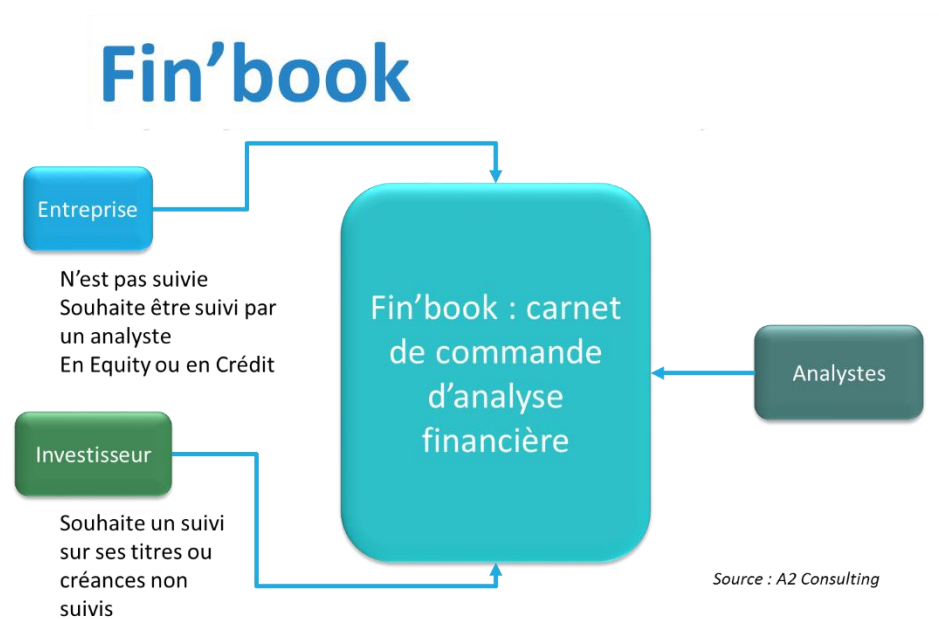 Fin’book
Entreprise
N’est pas suivie
Souhaite être suivi par
un analyste
En Equity ou en Crédit
Fin’book : carnet
de commande
d’analyse
financière
Analystes
Investisseur
Souhaite un suivi
sur ses titres ou
créances non
suivis
Source : A2 Consulting